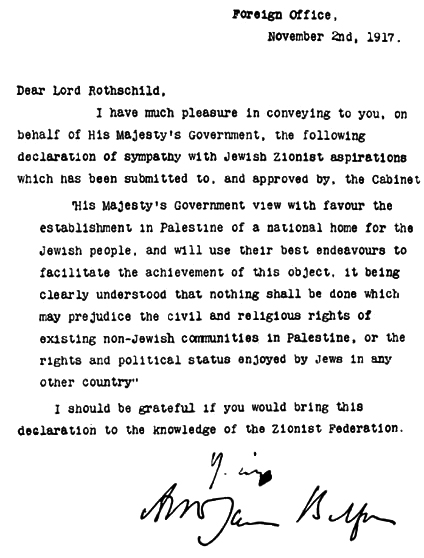 Foreign Office,
November 2nd, 1917.
Dear Lord Rothschild,
I have much pleasure in conveying to you, on
behalf of His Majesty's Government, the following
declaration of sympathy with Jewish Zionist aspirations
which has been submitted to, and approved by, the Cabinet
"His Majesty's Government view with favour the
establishment in Palestine of a national home for the
Jewish people, and will use their best endeavours to
facilitate the achievement of this object, it being
clearly understood that nothing shall be done which
may prejudice the civil and religious rights of
existing non-Jewish communities in Palestine, or the
rights and political status enjoyed by Jews in any
other country"
I should be grateful if you would bring this
declaration to the knowledge of the Zionist Federation.